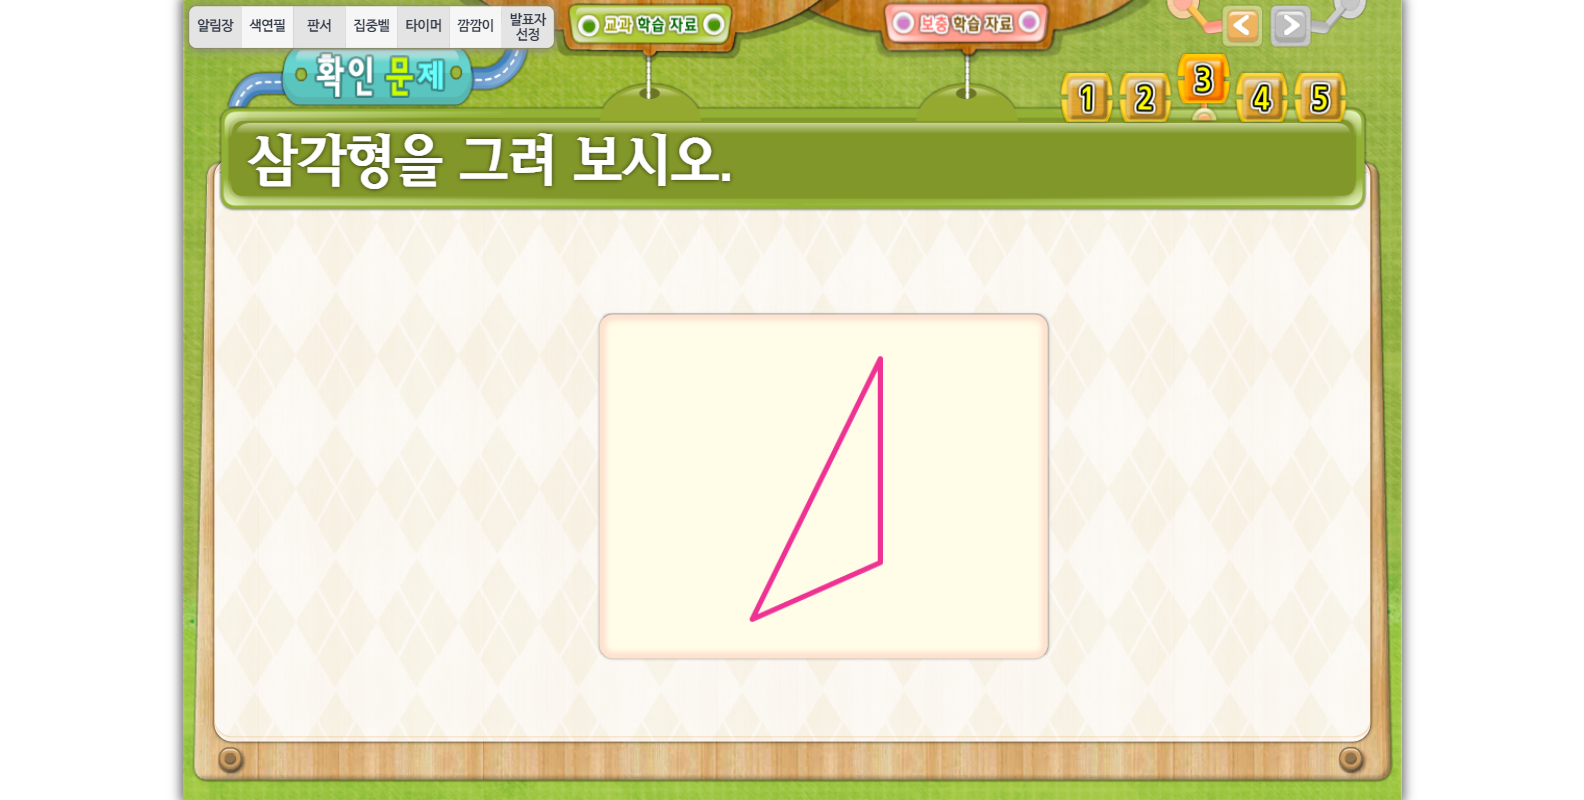 알림장 색연필 판서 집중벨 타이머 깜깜이 발표자
선정
교과 학습 자료
보충 학습 자료
확인 문제
1 2 3 4 5
삼각형을 그려 보시오.